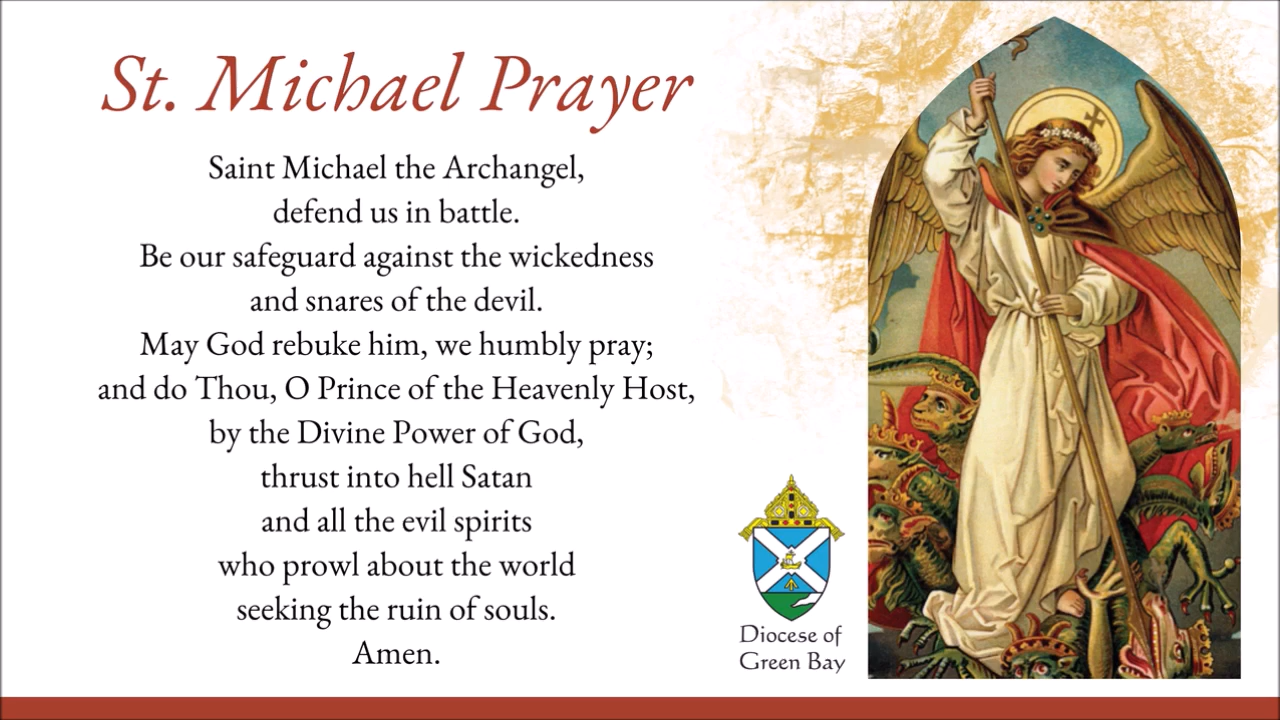 St. Michael Prayer
Saint Michael the Archangel,
defend us in battle.
Be our safeguard against the wickedness
and snares of the devil.
May God rebuke him, we humbly pray;
and do Thou, O Prince of the Heavenly Host,
by the Divine Power of God,
thrust into hell Satan
and all the evil spirits
who prowl about the world
seeking the ruin of souls.
Amen.
Diocese of
Green Bay